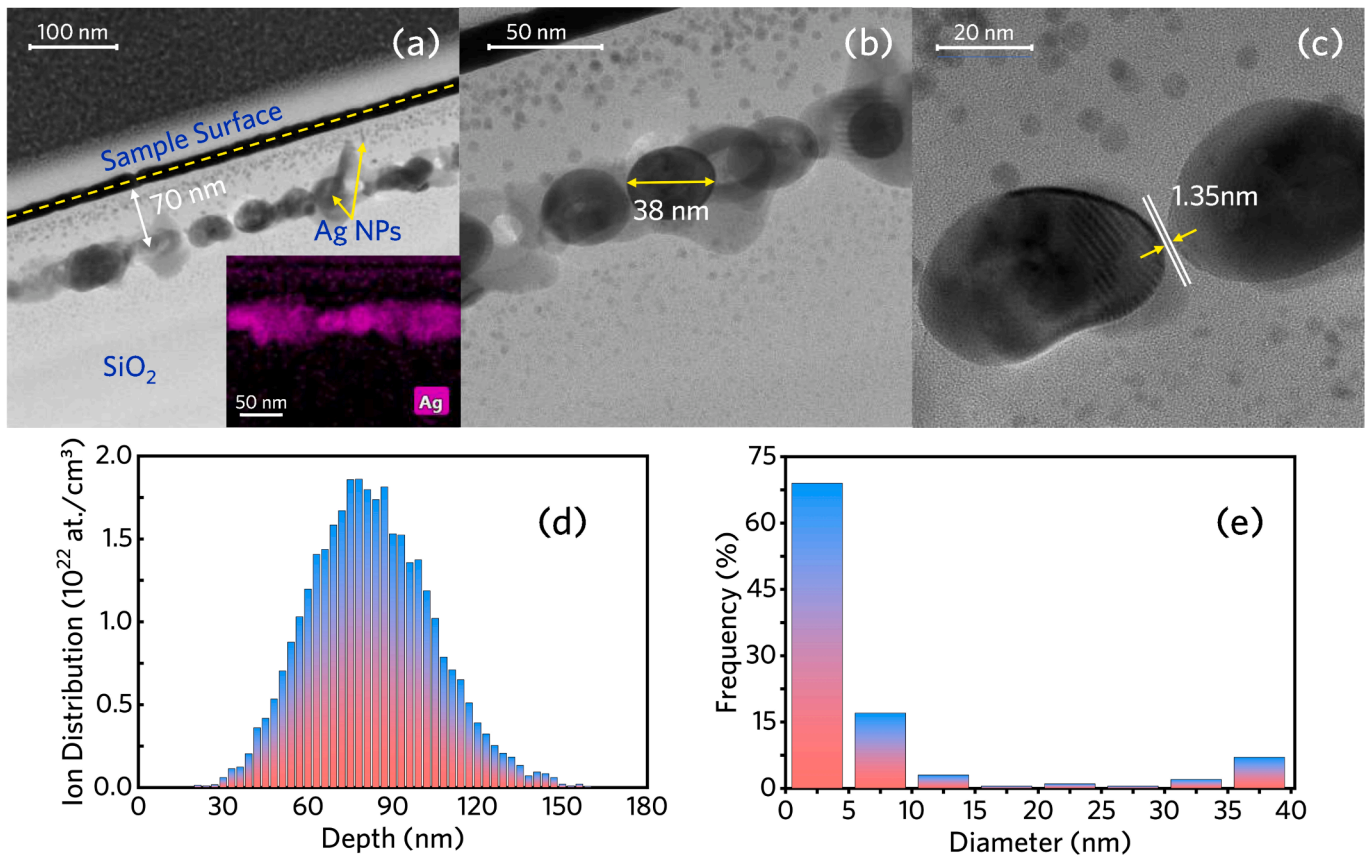 100 nm
(a)
Sample Surface
70 nm
Ag NPs
SiO₂
50 nm
Ag
50 nm
(b)
38 nm
20 nm
(c)
1.35nm
Ion Distribution (10²² at./cm³)
2.0
1.5
1.0
0.5
0.0
(d)
0 30 60 90 120 150 180
Depth (nm)
Frequency (%)
75
60
45
30
15
0
(e)
0 5 10 15 20 25 30 35 40
Diameter (nm)